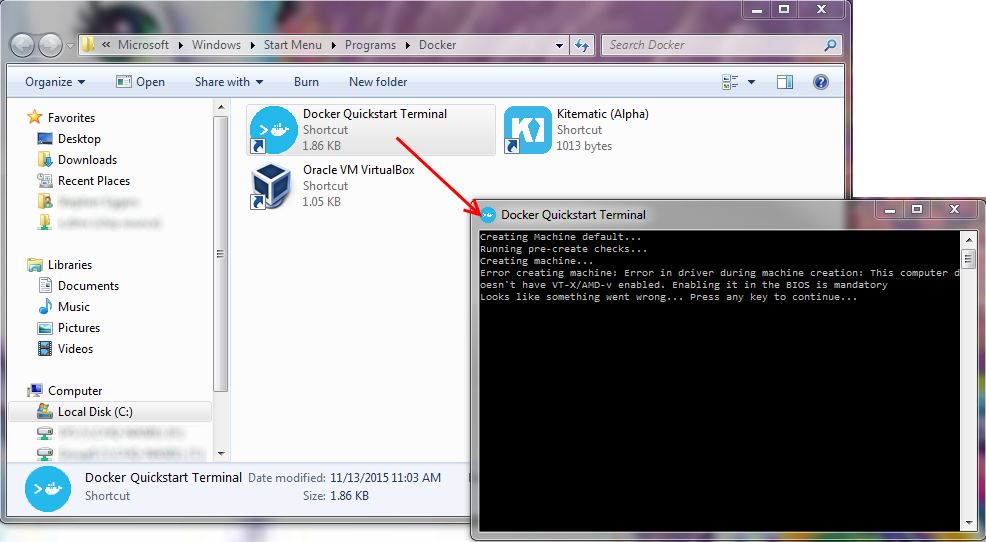 « Microsoft ▸ Windows ▸ Start Menu ▸ Programs ▸ Docker
Search Docker
Organize Open Share with Burn New folder
Favorites
Desktop
Downloads
Recent Places
Libraries
Documents
Music
Pictures
Videos
Computer
Local Disk (C:)
Docker Quickstart Terminal
Shortcut
1.86 KB
Kitematic (Alpha)
Shortcut
1013 bytes
Oracle VM VirtualBox
Shortcut
1.05 KB
Docker Quickstart Terminal Date modified: 11/13/2015 11:03 AM
Shortcut Size: 1.86 KB
Docker Quickstart Terminal
Creating Machine default...
Running pre-create checks...
Creating machine...
Error creating machine: Error in driver during machine creation: This computer d
oesn't have VT-X/AMD-v enabled. Enabling it in the BIOS is mandatory
Looks like something went wrong... Press any key to continue...